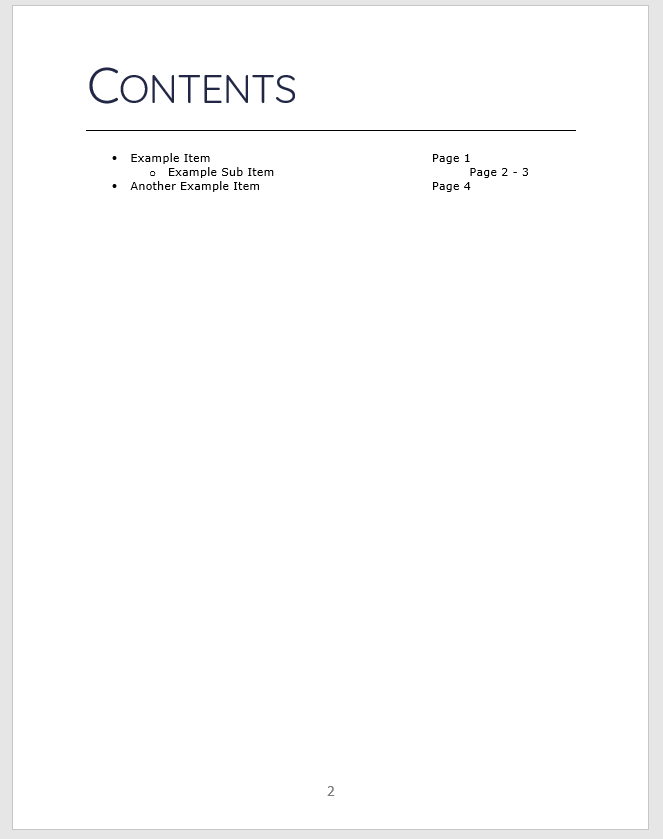 CONTENTS
• Example Item Page 1
o Example Sub Item Page 2 - 3
• Another Example Item Page 4
2